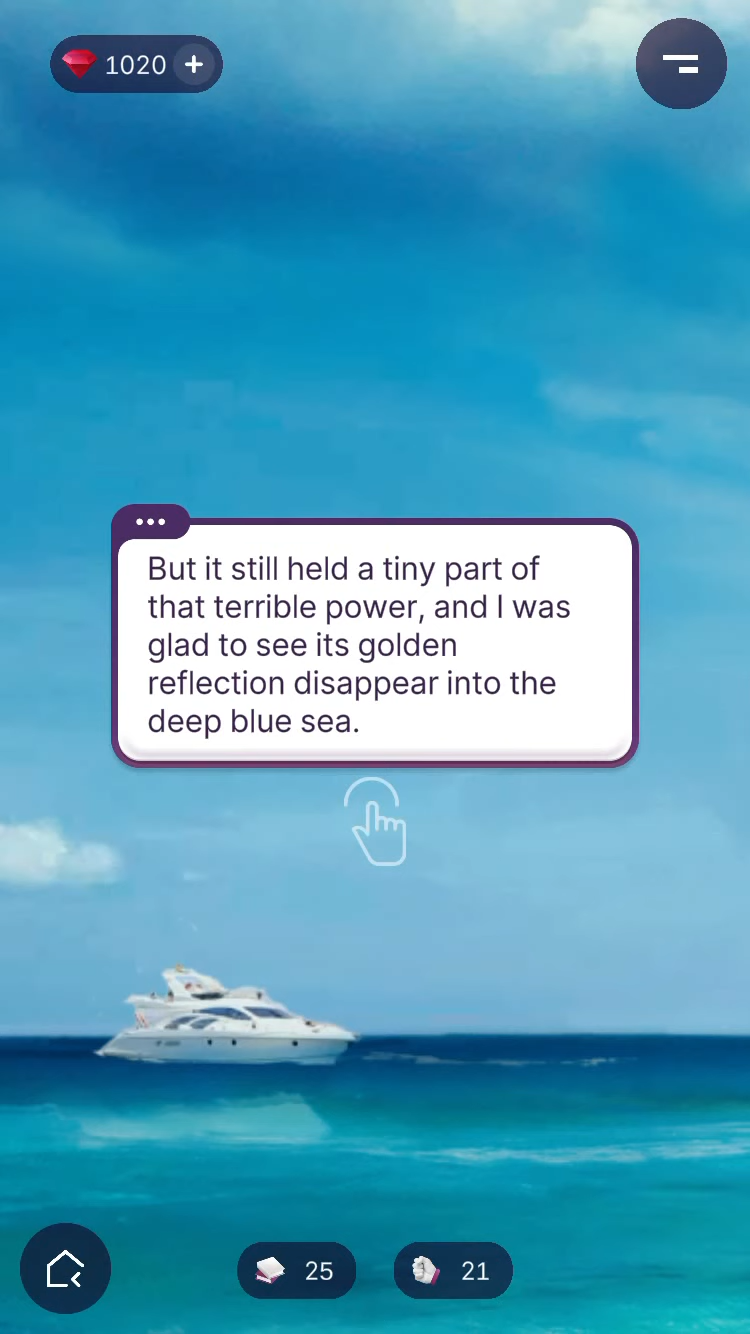 1020
But it still held a tiny part of
that terrible power, and I was
glad to see its golden
reflection disappear into the
deep blue sea.
25
21